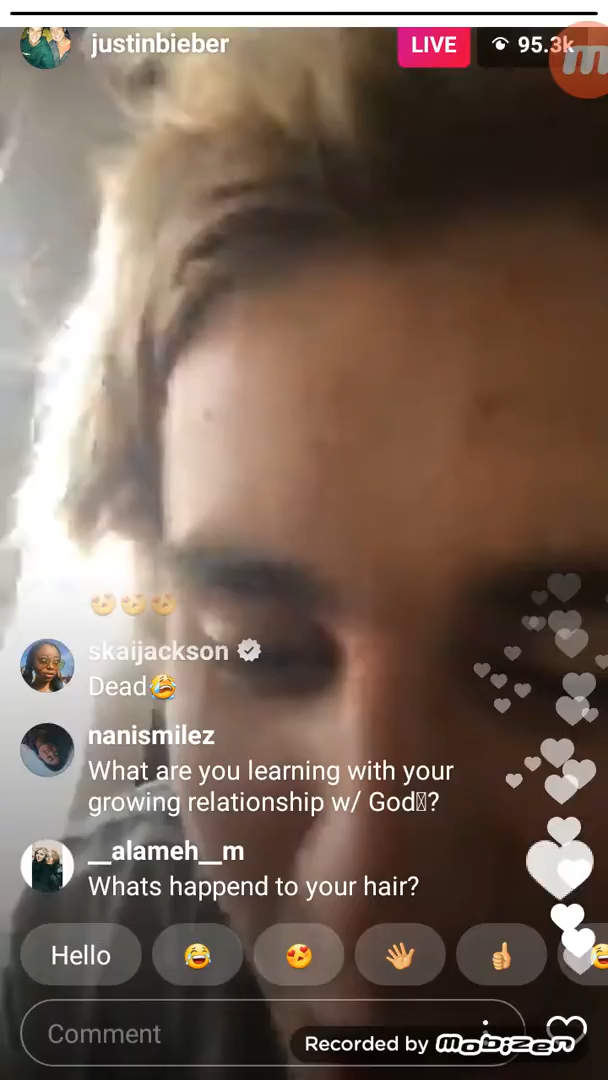 justinbieber
LIVE
95.3k
m
skaijackson
Dead
nanismilez
What are you learning with your
growing relationship w/ God?
__alameh__m
Whats happend to your hair?
Hello
Comment
Recorded by mobizen